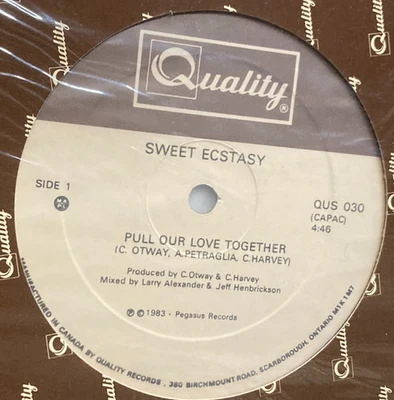 Quality®
SWEET ECSTASY
SIDE 1
QUS 030
(CAPAC)
4:46
PULL OUR LOVE TOGETHER
(C. OTWAY, A.PETRAGLIA, C.HARVEY)
Produced by C.Otway & C.Harvey
Mixed by Larry Alexander & Jeff Henbrickson
℗ © 1983 · Pegasus Records
MANUFACTURED IN CANADA BY QUALITY RECORDS . 380 BIRCHMOUNT ROAD, SCARBOROUGH, ONTARIO M1K 1M7
Quality
Quality